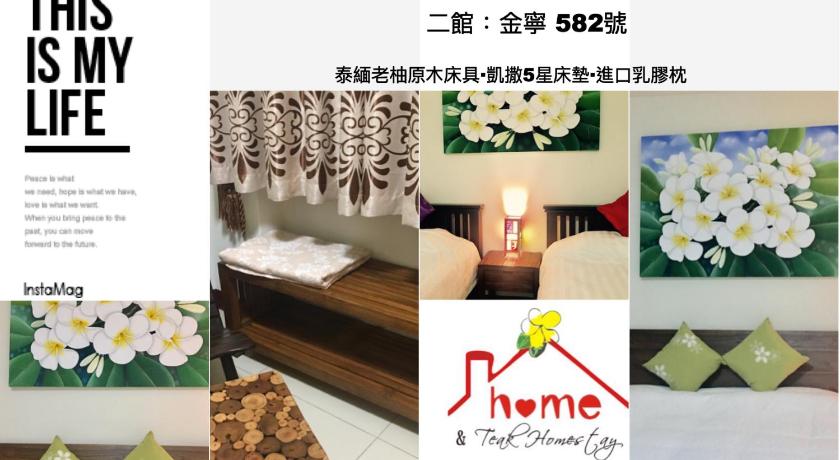 THIS
IS MY
LIFE
Peace is what
we need, hope is what we have,
love is what we want.
When you bring peace to the
past, you can move
forward to the future.
InstaMag
二館：金寧 582號
泰緬老柚原木床具▪凱撒5星床墊▪進口乳膠枕
home
& Teak Homestay